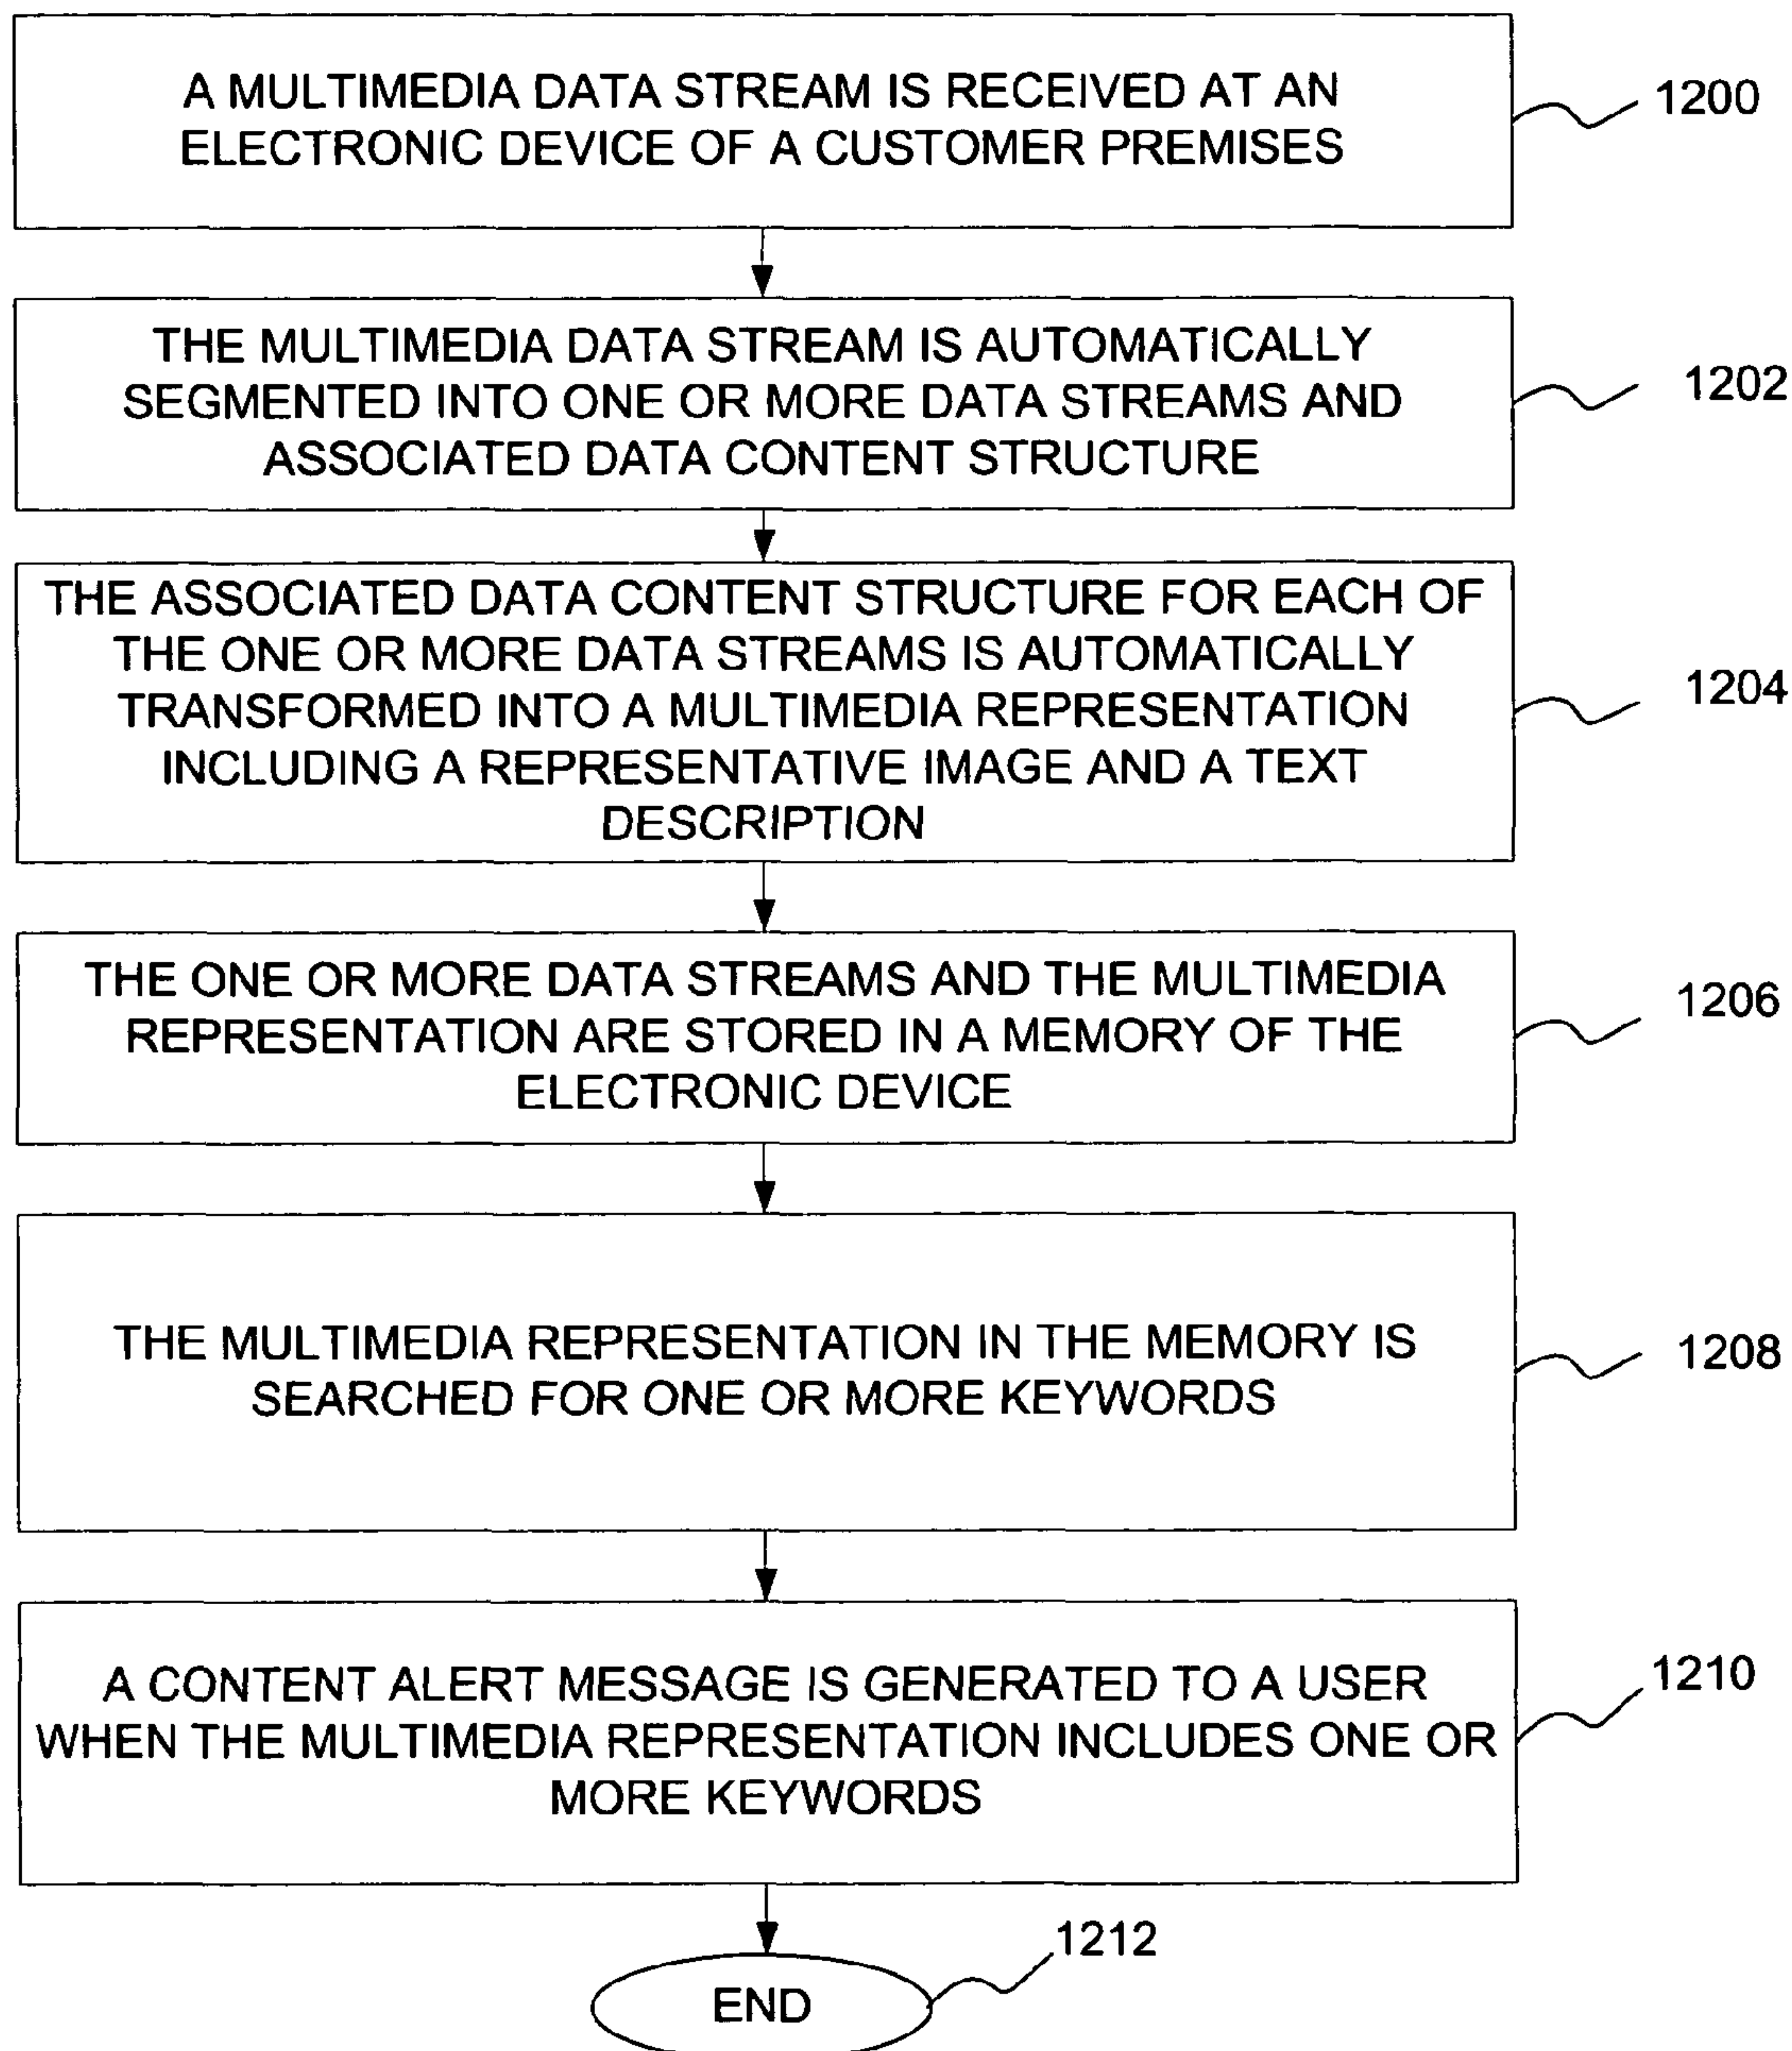 A MULTIMEDIA DATA STREAM IS RECEIVED AT AN
ELECTRONIC DEVICE OF A CUSTOMER PREMISES
1200
THE MULTIMEDIA DATA STREAM IS AUTOMATICALLY
SEGMENTED INTO ONE OR MORE DATA STREAMS AND
ASSOCIATED DATA CONTENT STRUCTURE
1202
THE ASSOCIATED DATA CONTENT STRUCTURE FOR EACH OF
THE ONE OR MORE DATA STREAMS IS AUTOMATICALLY
TRANSFORMED INTO A MULTIMEDIA REPRESENTATION
INCLUDING A REPRESENTATIVE IMAGE AND A TEXT
DESCRIPTION
1204
THE ONE OR MORE DATA STREAMS AND THE MULTIMEDIA
REPRESENTATION ARE STORED IN A MEMORY OF THE
ELECTRONIC DEVICE
1206
THE MULTIMEDIA REPRESENTATION IN THE MEMORY IS
SEARCHED FOR ONE OR MORE KEYWORDS
1208
A CONTENT ALERT MESSAGE IS GENERATED TO A USER
WHEN THE MULTIMEDIA REPRESENTATION INCLUDES ONE OR
MORE KEYWORDS
1210
END
1212